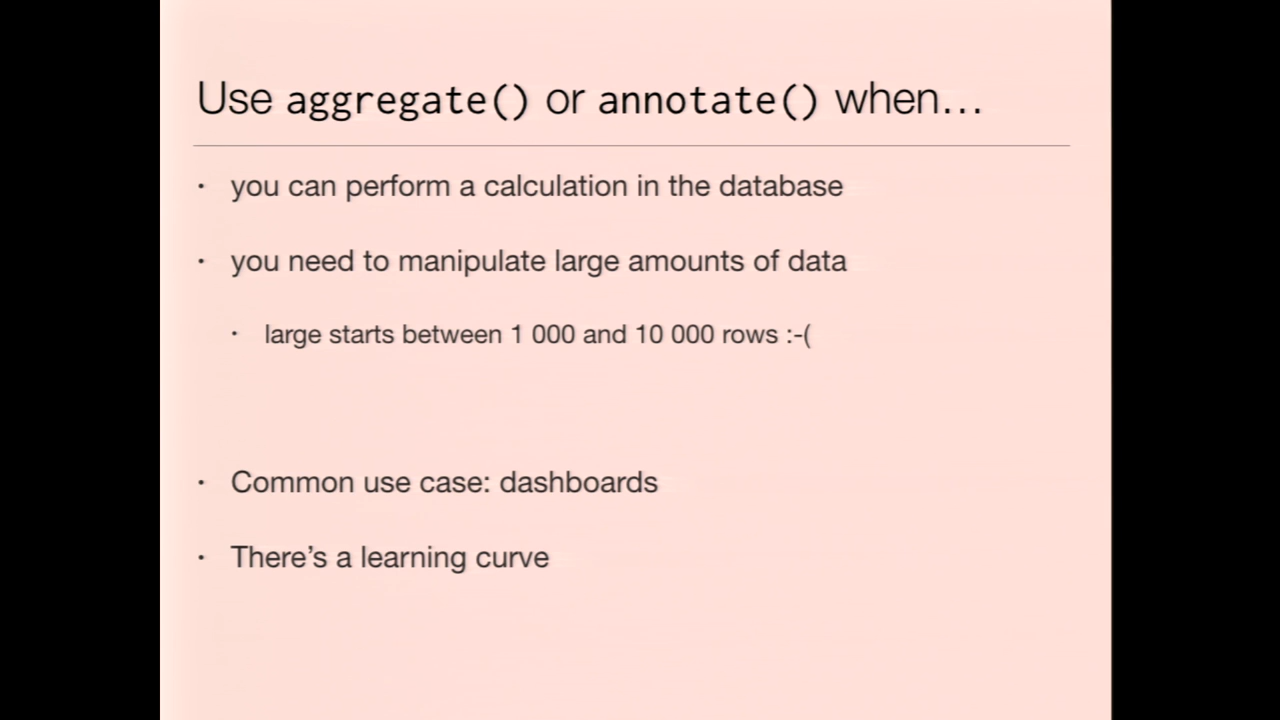 Use aggregate() or annotate() when…
• you can perform a calculation in the database
• you need to manipulate large amounts of data
• large starts between 1 000 and 10 000 rows :-(
• Common use case: dashboards
• There’s a learning curve